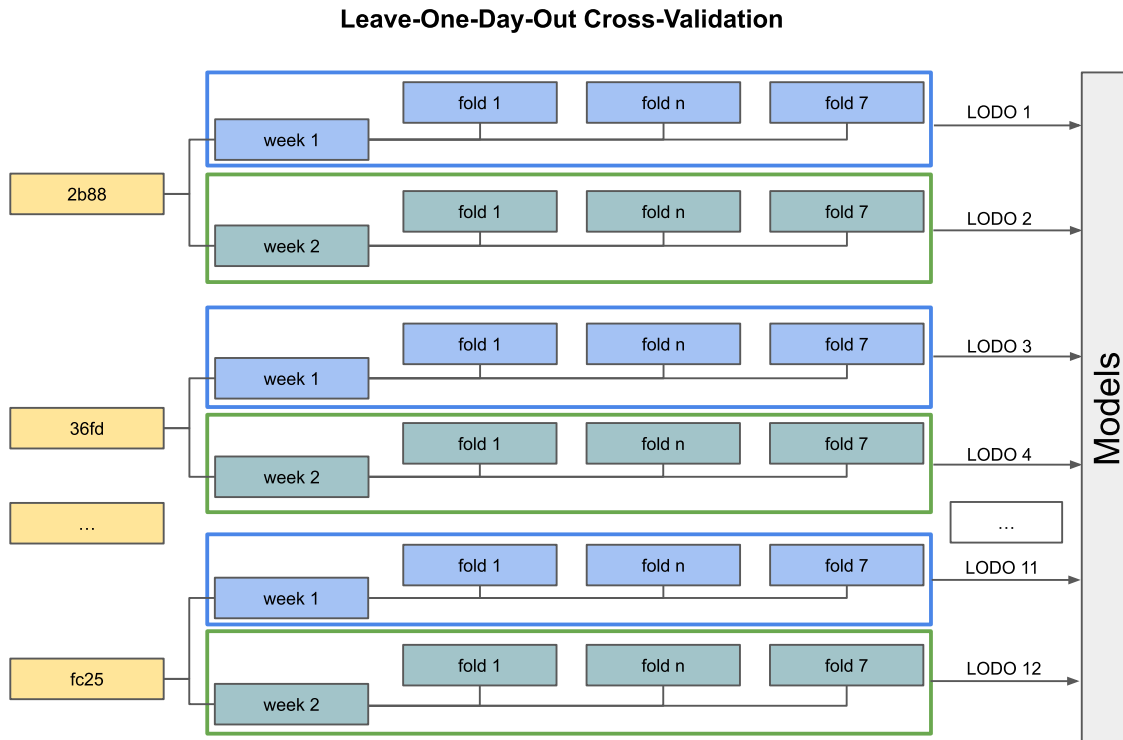 Leave-One-Day-Out Cross-Validation
fold 1
fold n
fold 7
LODO 1
week 1
2b88
fold 1
fold n
fold 7
LODO 2
week 2
fold 1
fold n
fold 7
LODO 3
week 1
36fd
Models
fold 1
fold n
fold 7
LODO 4
week 2
...
...
fold 1
fold n
fold 7
LODO 11
week 1
fc25
fold 1
fold n
fold 7
LODO 12
week 2